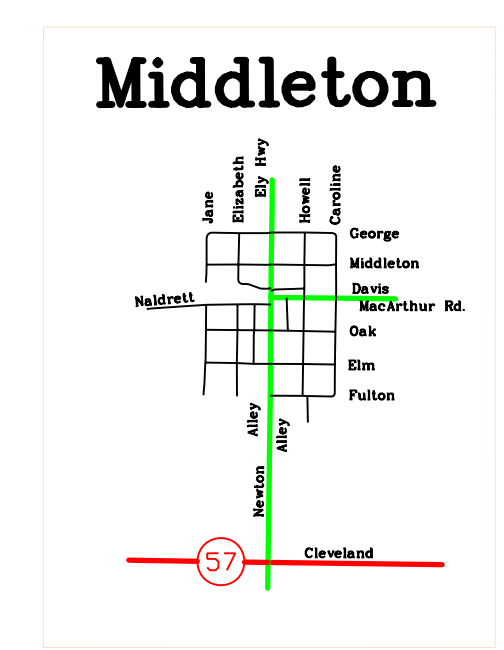 Middleton
Jane
Elizabeth
Ely Hwy
Howell
Caroline
George
Middleton
Davis
Naldrett
MacArthur Rd.
Oak
Elm
Fulton
Alley
Alley
Newton
Cleveland
57